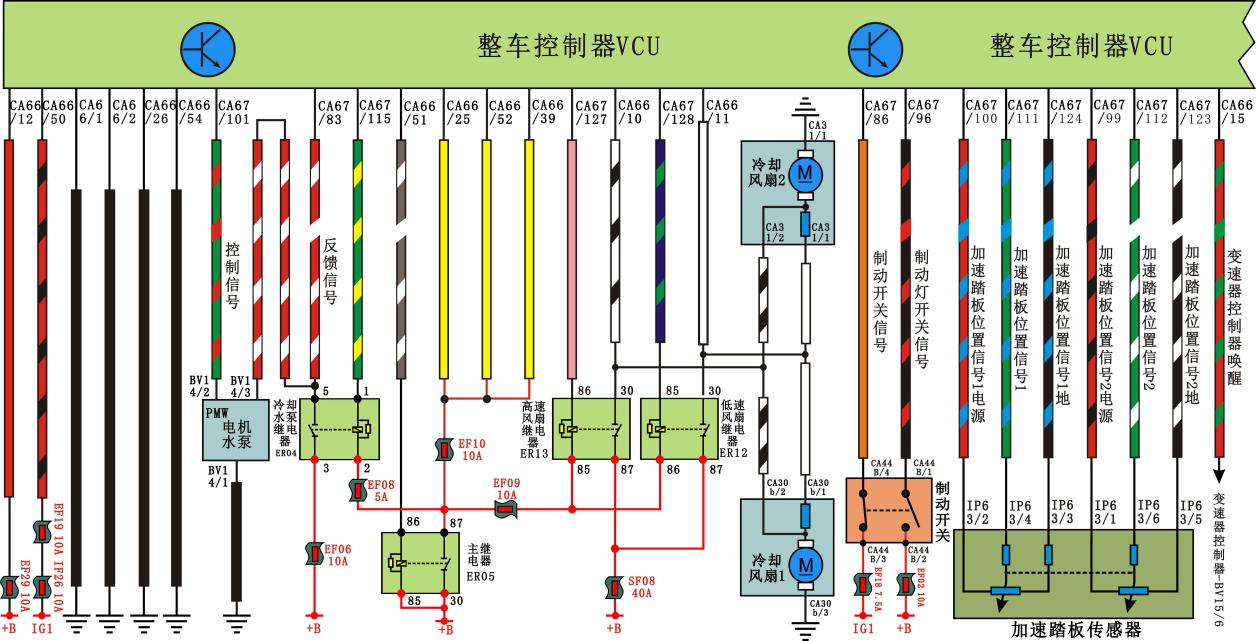 整车控制器VCU
整车控制器VCU
CA66
/12
CA66
/50
CA6
6/1
CA6
6/2
CA66
/26
CA66
/54
CA67
/101
CA67
/83
CA67
/115
CA66
/51
CA66
/25
CA66
/52
CA66
/39
CA67
/127
CA66
/10
CA67
/128
CA66
/11
CA3
1/1
CA67
/86
CA67
/96
CA67
/100
CA67
/111
CA67
/124
CA67
/99
CA67
/112
CA67
/123
CA66
/15
冷却
风扇2
M
CA3
1/2
CA3
1/1
控制信号
反馈信号
制动开关信号
制动灯开关信号
加速踏板位置信号1电源
加速踏板位置信号1
加速踏板位置信号1地
加速踏板位置信号2电源
加速踏板位置信号2
加速踏板位置信号2地
变速器控制器唤醒
BV1
4/2
BV1
4/3
PMW
电机
水泵
BV1
4/1
冷却
水泵
继电
器
ER04
5
1
3
2
86
30
高速
风扇
继电
器
ER13
85
87
85
30
低速
风扇
继电
器
ER12
86
87
EF10
10A
EF08
5A
EF09
10A
EF06
10A
86
87
主继
电器
ER05
85
30
SF08
40A
CA30
b/2
CA30
b/1
冷却
风扇1
M
CA30
b/3
CA44
B/4
CA44
B/1
制动开关
CA44
B/3
CA44
B/2
EF18 7.5A
EF02 10A
IG1
+B
IP6
3/2
IP6
3/4
IP6
3/3
IP6
3/1
IP6
3/6
IP6
3/5
变速器控制器-BV15/6
加速踏板传感器
EF29 10A
EF19 10A
IF26 10A
+B
IG1
+B
+B
+B